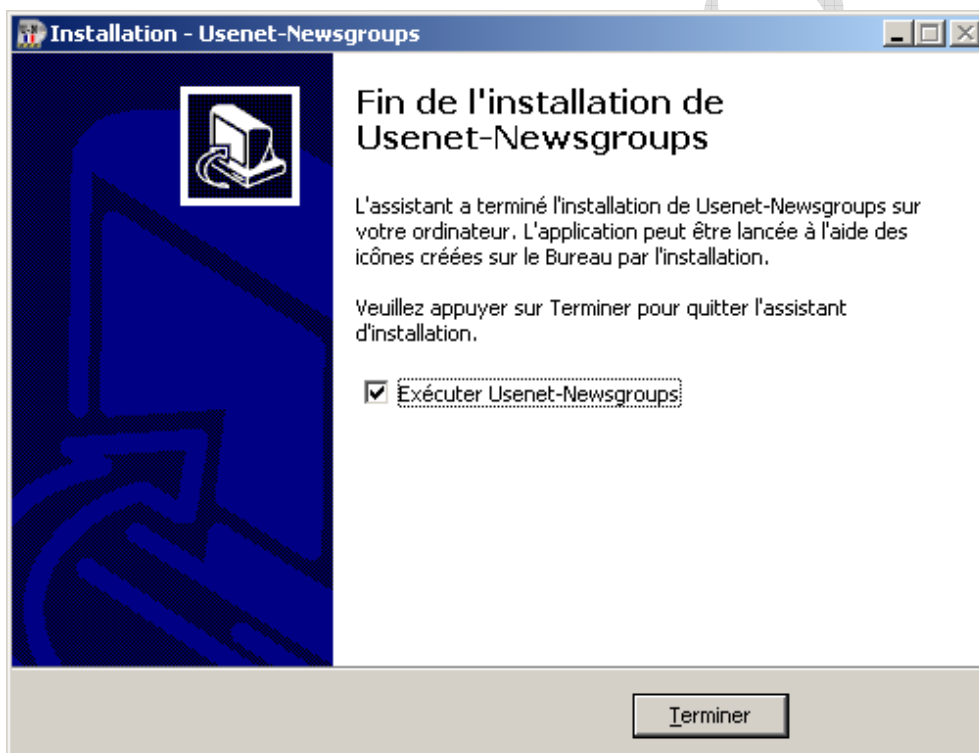 Installation - Usenet-Newsgroups
Fin de l'installation de
Usenet-Newsgroups
L'assistant a terminé l'installation de Usenet-Newsgroups sur
votre ordinateur. L'application peut être lancée à l'aide des
icônes créées sur le Bureau par l'installation.
Veuillez appuyer sur Terminer pour quitter l'assistant
d'installation.
Exécuter Usenet-Newsgroups
Terminer